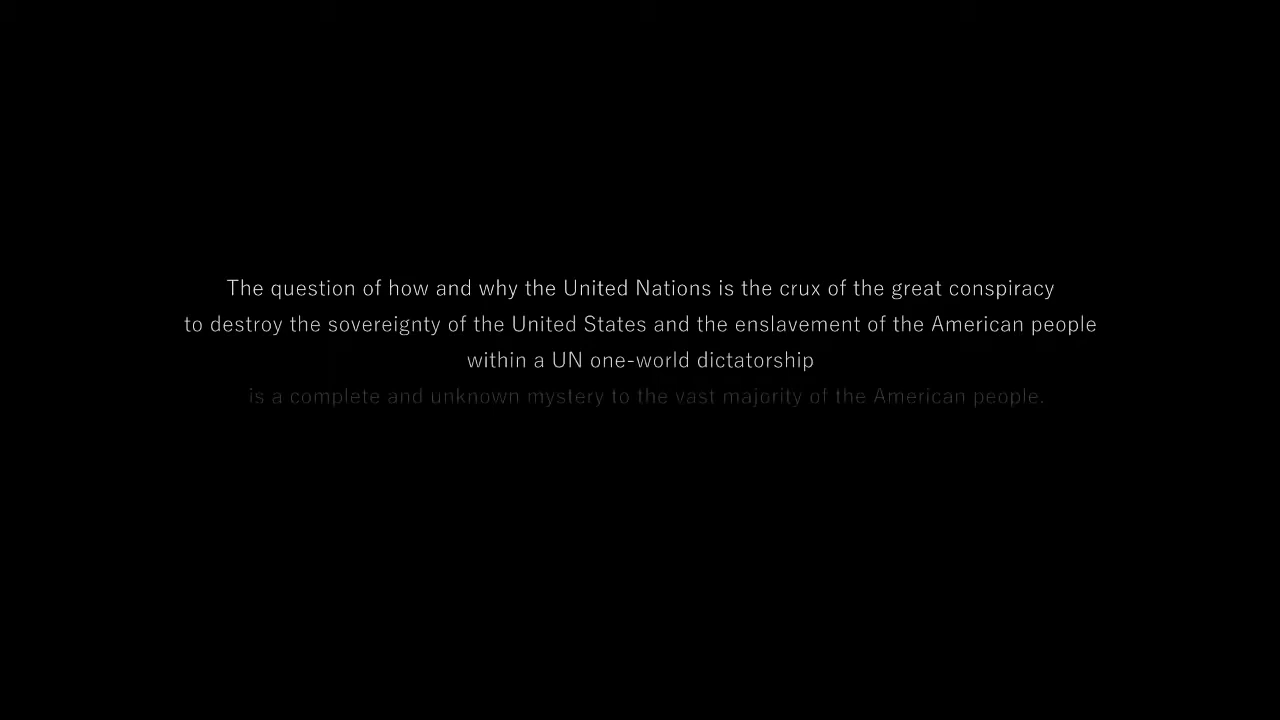 The question of how and why the United Nations is the crux of the great conspiracy
to destroy the sovereignty of the United States and the enslavement of the American people
within a UN one-world dictatorship
is a complete and unknown mystery to the vast majority of the American people.